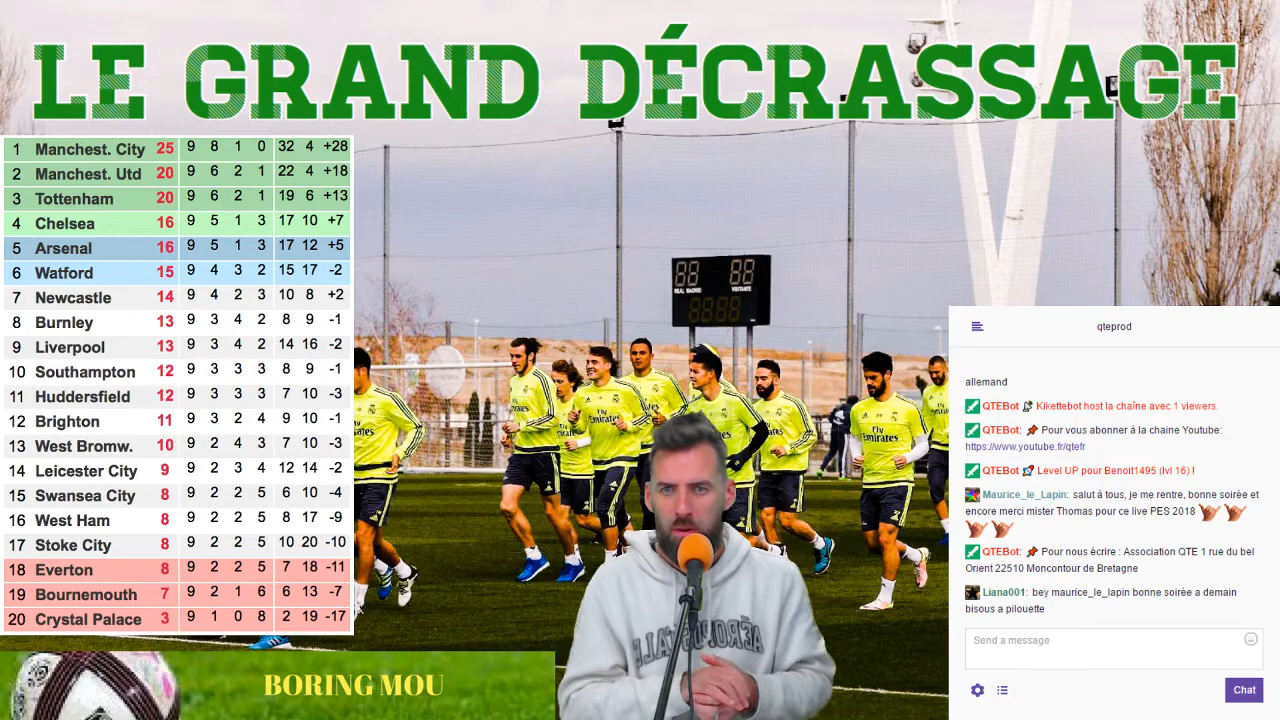 LE GRAND DÉCRASSAGE
1 Manchest. City 25 9 8 1 0 32 4 +28
2 Manchest. Utd 20 9 6 2 1 22 4 +18
3 Tottenham 20 9 6 2 1 19 6 +13
4 Chelsea 16 9 5 1 3 17 10 +7
5 Arsenal 16 9 5 1 3 17 12 +5
6 Watford 15 9 4 3 2 15 17 -2
7 Newcastle 14 9 4 2 3 10 8 +2
8 Burnley 13 9 3 4 2 8 9 -1
9 Liverpool 13 9 3 4 2 14 16 -2
10 Southampton 12 9 3 3 3 8 9 -1
11 Huddersfield 12 9 3 3 3 7 10 -3
12 Brighton 11 9 3 2 4 9 10 -1
13 West Bromw. 10 9 2 4 3 7 10 -3
14 Leicester City 9 9 2 3 4 12 14 -2
15 Swansea City 8 9 2 2 5 6 10 -4
16 West Ham 8 9 2 2 5 8 17 -9
17 Stoke City 8 9 2 2 5 10 20 -10
18 Everton 8 9 2 2 5 7 18 -11
19 Bournemouth 7 9 2 1 6 6 13 -7
20 Crystal Palace 3 9 1 0 8 2 19 -17
REAL MADRID VISITANTE
Fly Emirates
Fly Emirates
Fly Emirates
AÉROPOSTALE
BORING MOU
qteprod
allemand
QTEBot: Kikettebot host la chaîne avec 1 viewers.
QTEBot: Pour vous abonner à la chaine Youtube:
https://www.youtube.fr/qtefr
QTEBot: Level UP pour Benoit1495 (lvl 16) !
Maurice_le_Lapin: salut à tous, je me rentre, bonne soirée et
encore merci mister Thomas pour ce live PES 2018
QTEBot: Pour nous écrire : Association QTE 1 rue du bel
Orient 22510 Moncontour de Bretagne
Liana001: bey maurice_le_lapin bonne soirée a demain
bisous a pilouette
Send a message
Chat